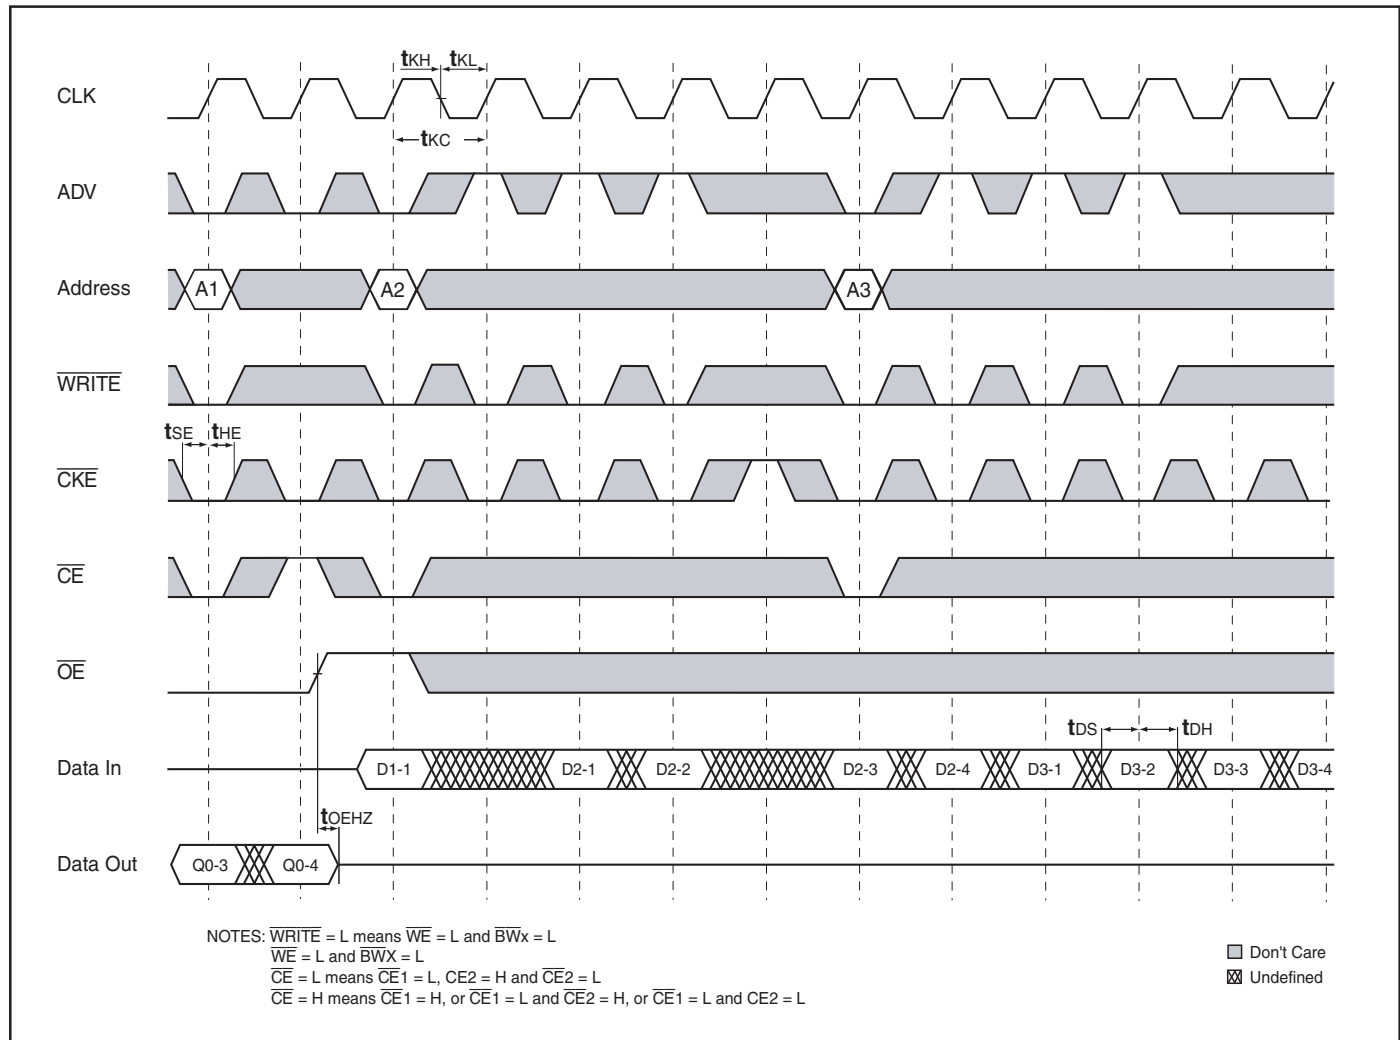 tKH tKL
CLK
tKC
ADV
Address A1 A2 A3
WRITE
tSE tHE
CKE
CE
OE
tDS tDH
Data In D1-1 D2-1 D2-2 D2-3 D2-4 D3-1 D3-2 D3-3 D3-4
tOEHZ
Data Out Q0-3 Q0-4
NOTES: WRITE = L means WE = L and BWx = L
WE = L and BWX = L
CE = L means CE1 = L, CE2 = H and CE2 = L
CE = H means CE1 = H, or CE1 = L and CE2 = H, or CE1 = L and CE2 = L
Don't Care
Undefined